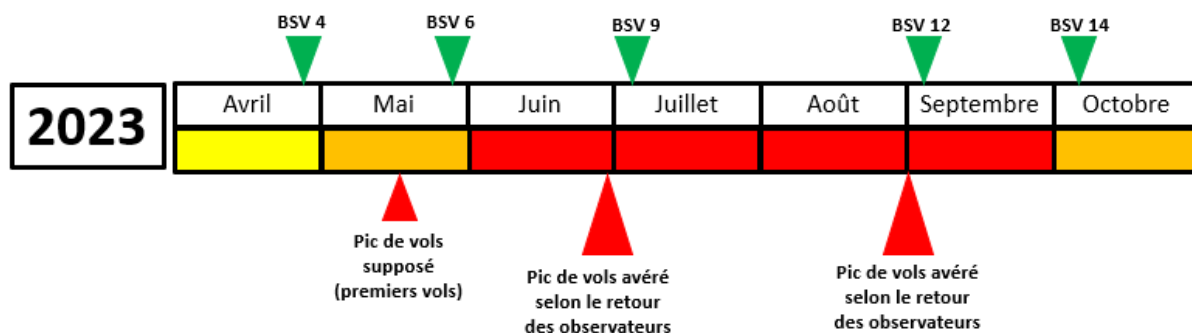 BSV 4
BSV 6
BSV 9
BSV 12
BSV 14
2023
Avril
Mai
Juin
Juillet
Août
Septembre
Octobre
Pic de vols
supposé
(premiers vols)
Pic de vols avéré
selon le retour
des observateurs
Pic de vols avéré
selon le retour
des observateurs